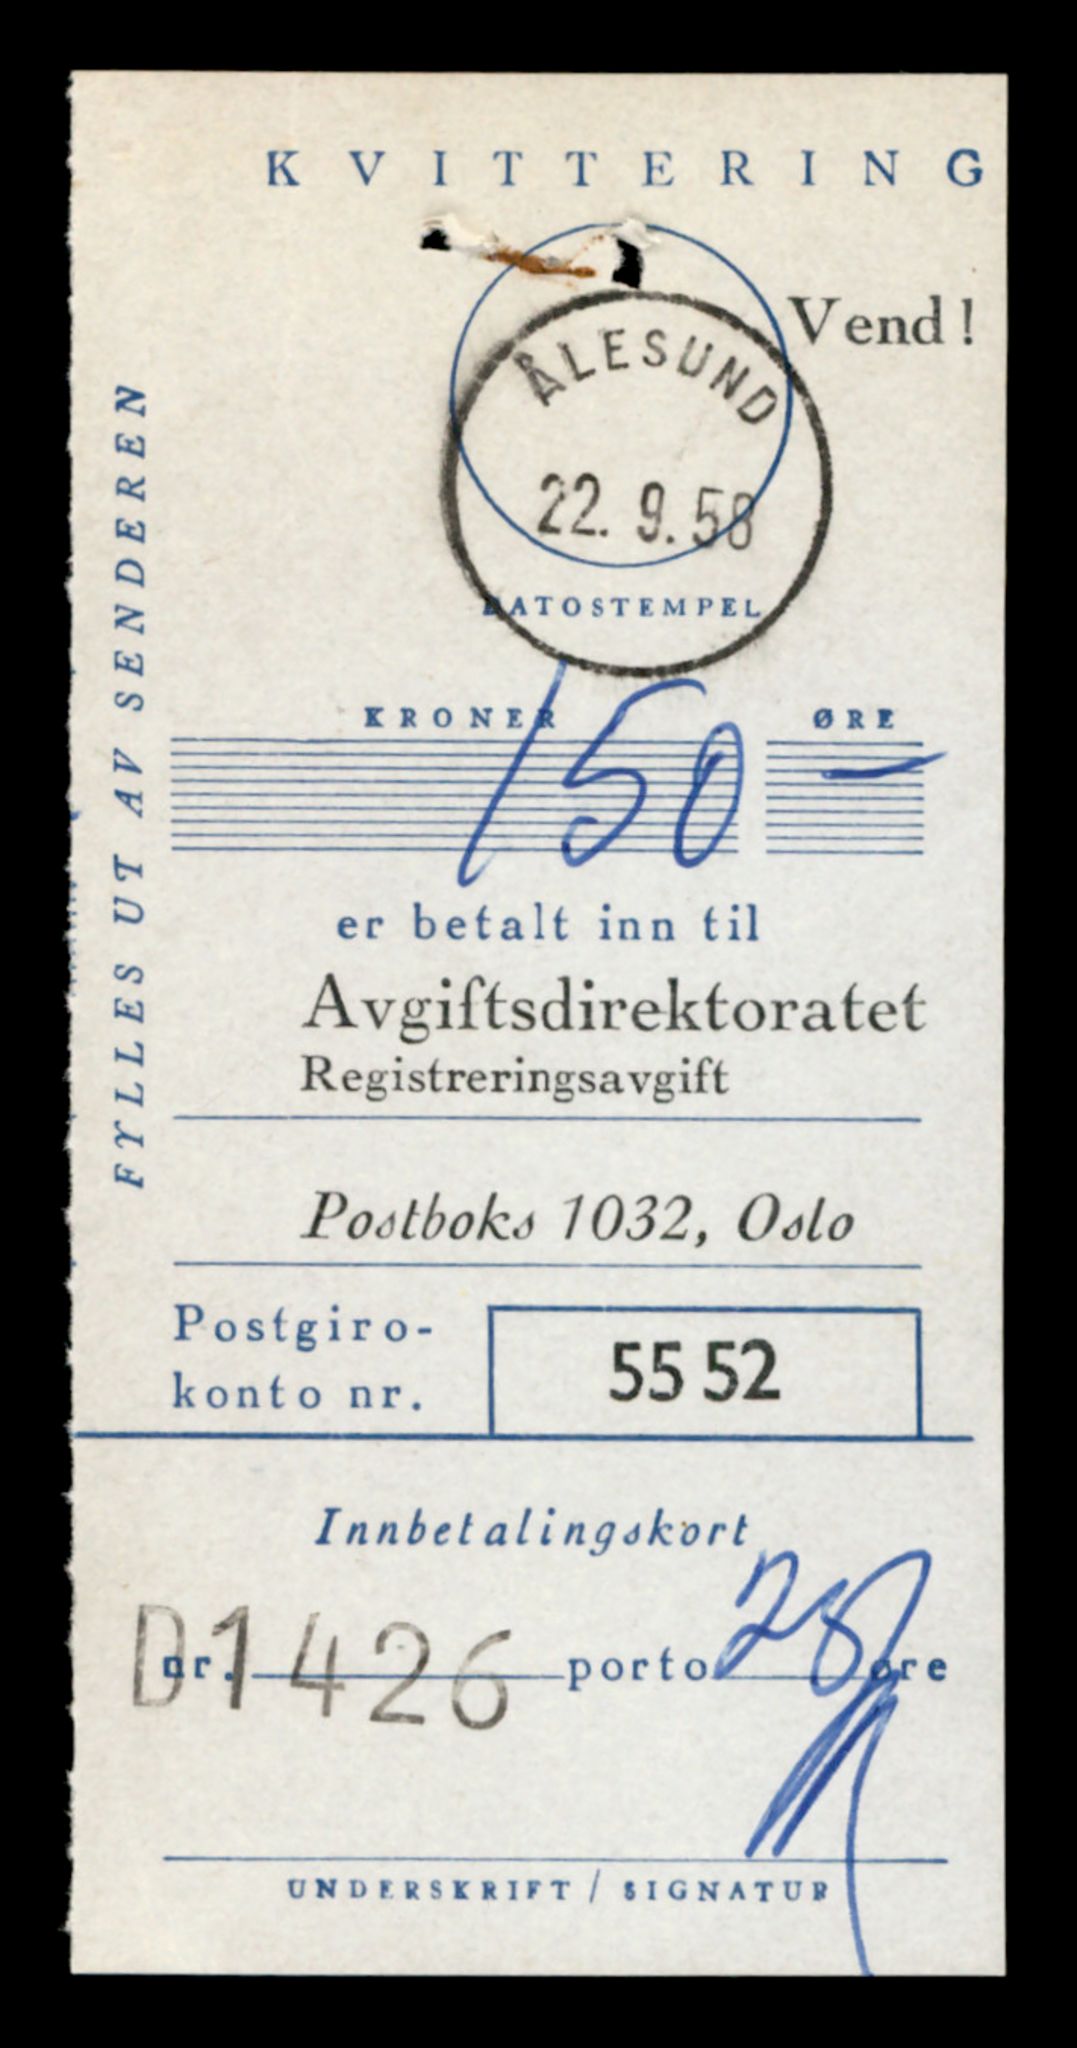 KVITTERING
Vend!
ÅLESUND
22. 9. 58
DATOSTEMPEL
FYLLES UT AV SENDEREN
KRONER ØRE
150 —
er betalt inn til
Avgiftsdirektoratet
Registreringsavgift
Postboks 1032, Oslo
Postgiro-
konto nr.
55 52
Innbetalingskort
nr. D1426 porto 28 øre
UNDERSKRIFT / SIGNATUR